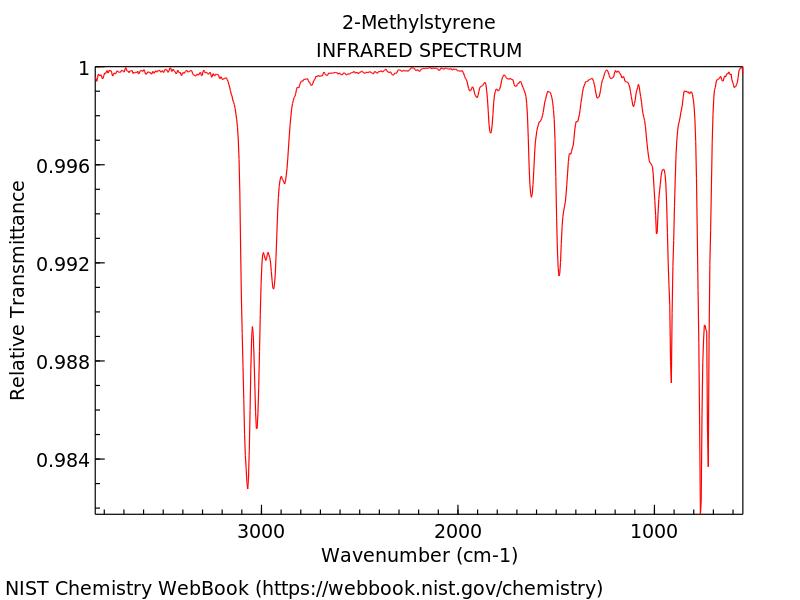 2-Methylstyrene
INFRARED SPECTRUM
1
0.996
0.992
0.988
0.984
Relative Transmittance
3000 2000 1000
Wavenumber (cm-1)
NIST Chemistry WebBook (https://webbook.nist.gov/chemistry)